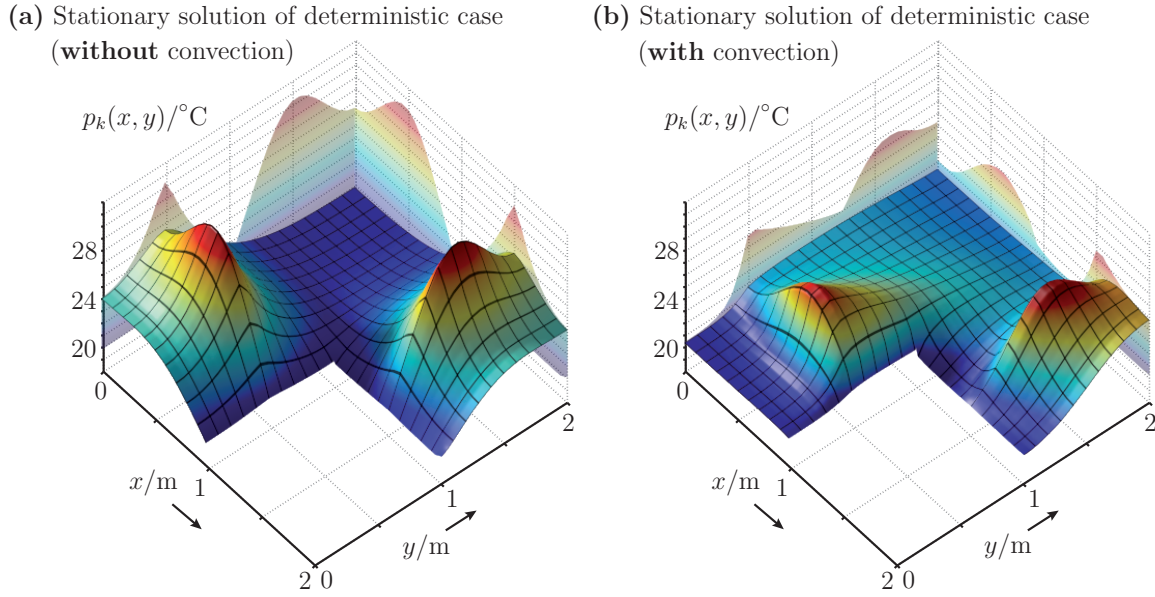 (a) Stationary solution of deterministic case
(without convection)
p_k(x, y)/°C
28
24
20
0
x/m
1
2
0
y/m
1
2
(b) Stationary solution of deterministic case
(with convection)
p_k(x, y)/°C
28
24
20
0
x/m
1
2
0
y/m
1
2